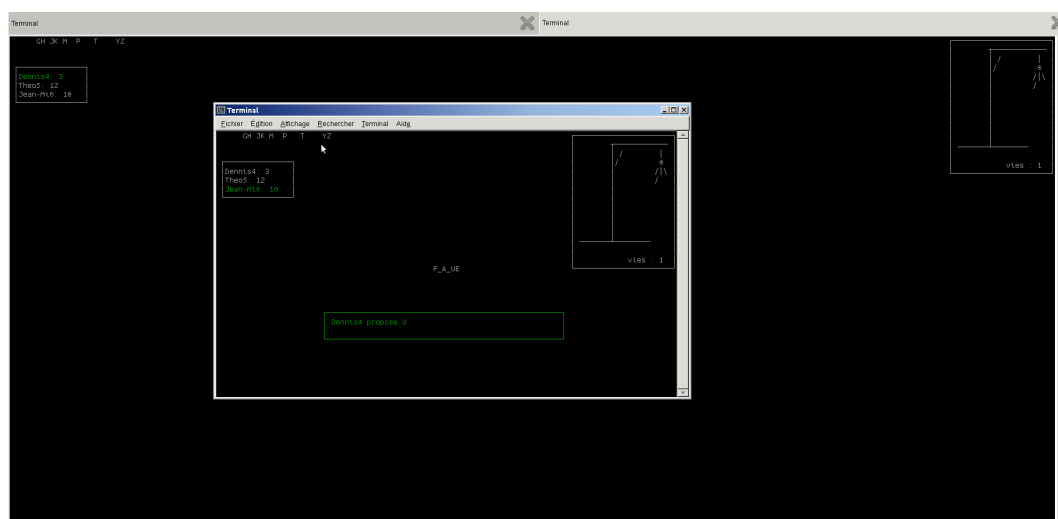 Terminal
Terminal
GH JK M P T YZ
Dennis4: 3
Theo5: 12
Jean-Mi6: 10
vies : 1
Terminal
Fichier Édition Affichage Rechercher Terminal Aide
GH JK M P T YZ
Dennis4: 3
Theo5: 12
Jean-Mi6: 10
vies : 1
F_A_UE
Dennis4 propose U